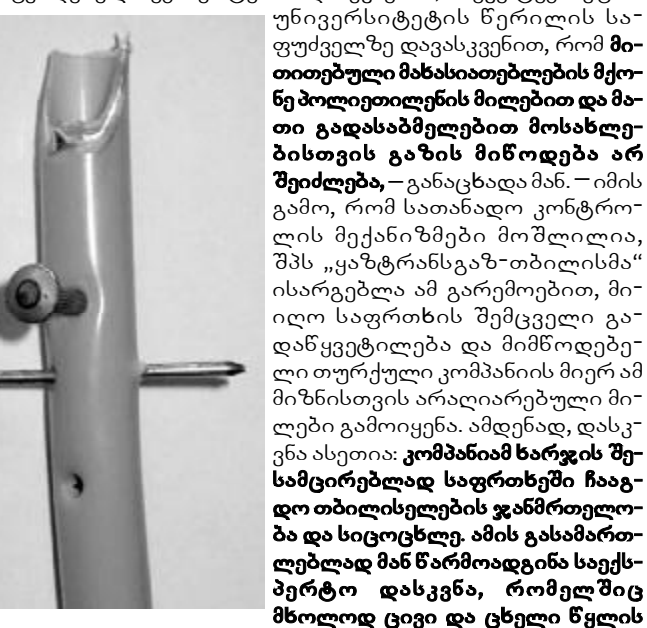 უნივერსიტეტის წერილის სა-
ფუძველზე დავასკვენით, რომ მი-
თითებული მახასიათებლების მქო-
ნე პოლიეთილენის მილებით და მა-
თი გადასაბმელებით მოსახლე-
ბისთვის გაზის მიწოდება არ
შეიძლება, – განაცხადა მან. – იმის
გამო, რომ სათანადო კონტრო-
ლის მექანიზმები მოშლილია,
შპს „ყაზტრანსგაზ-თბილისმა“
ისარგებლა ამ გარემოებით, მი-
იღო საფრთხის შემცველი გა-
დაწყვეტილება და მიმწოდებე-
ლი თურქული კომპანიის მიერ ამ
მიზნისთვის არაღიარებული მი-
ლები გამოიყენა. ამდენად, დასკ-
ვნა ასეთია: კომპანიამ ხარჯის შე-
სამცირებლად საფრთხეში ჩააგ-
დო თბილისელების ჯანმრთელო-
ბა და სიცოცხლე. ამის გასამართ-
ლებლად მან წარმოადგინა საექს-
პერტო დასკვნა, რომელშიც
მხოლოდ ცივი და ცხელი წყლის